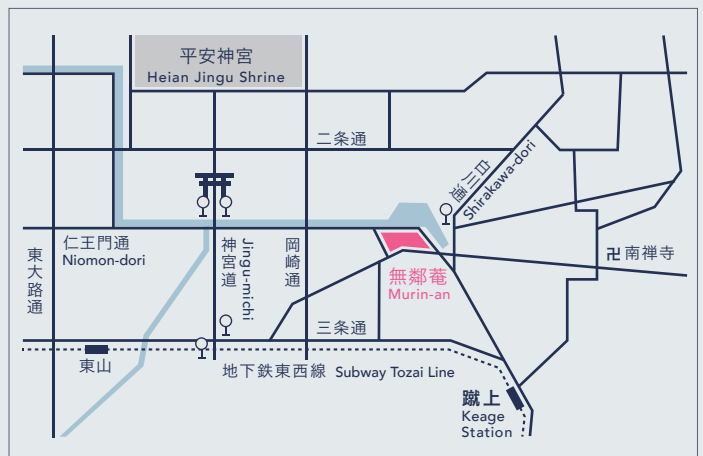 平安神宮
Heian Jingu Shrine
二条通
白川通
Shirakawa-dori
仁王門通
Niomon-dori
東大路通
神宮道
Jingu-michi
岡崎通
無鄰菴
Murin-an
卍南禅寺
三条通
東山
地下鉄東西線 Subway Tozai Line
蹴上
Keage
Station